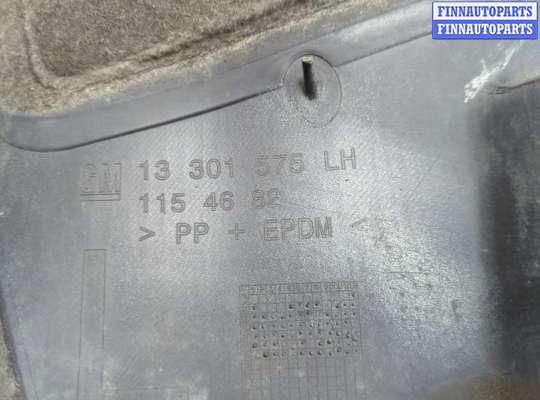 FINNAUTOPARTS
FINNAUTOPARTS
GM 13 301 575 LH
115 46 82
> PP + EPDM <